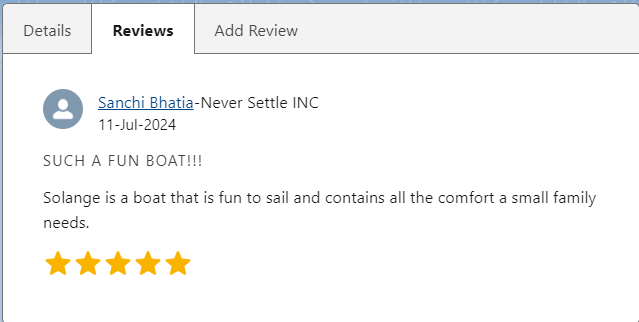 Details Reviews Add Review
Sanchi Bhatia-Never Settle INC
11-Jul-2024
SUCH A FUN BOAT!!!
Solange is a boat that is fun to sail and contains all the comfort a small family
needs.